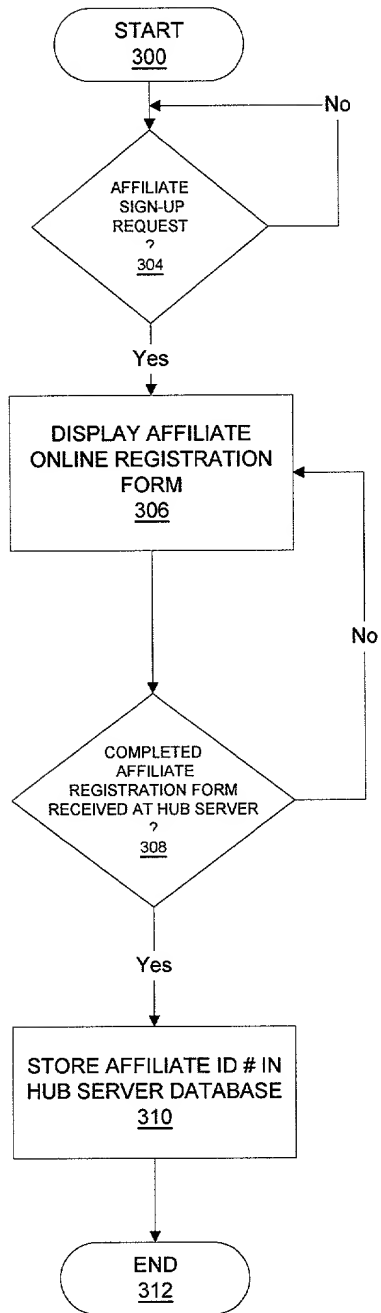 START
300
No
AFFILIATE
SIGN-UP
REQUEST
?
304
Yes
DISPLAY AFFILIATE
ONLINE REGISTRATION
FORM
306
No
COMPLETED
AFFILIATE
REGISTRATION FORM
RECEIVED AT HUB SERVER
?
308
Yes
STORE AFFILIATE ID # IN
HUB SERVER DATABASE
310
END
312